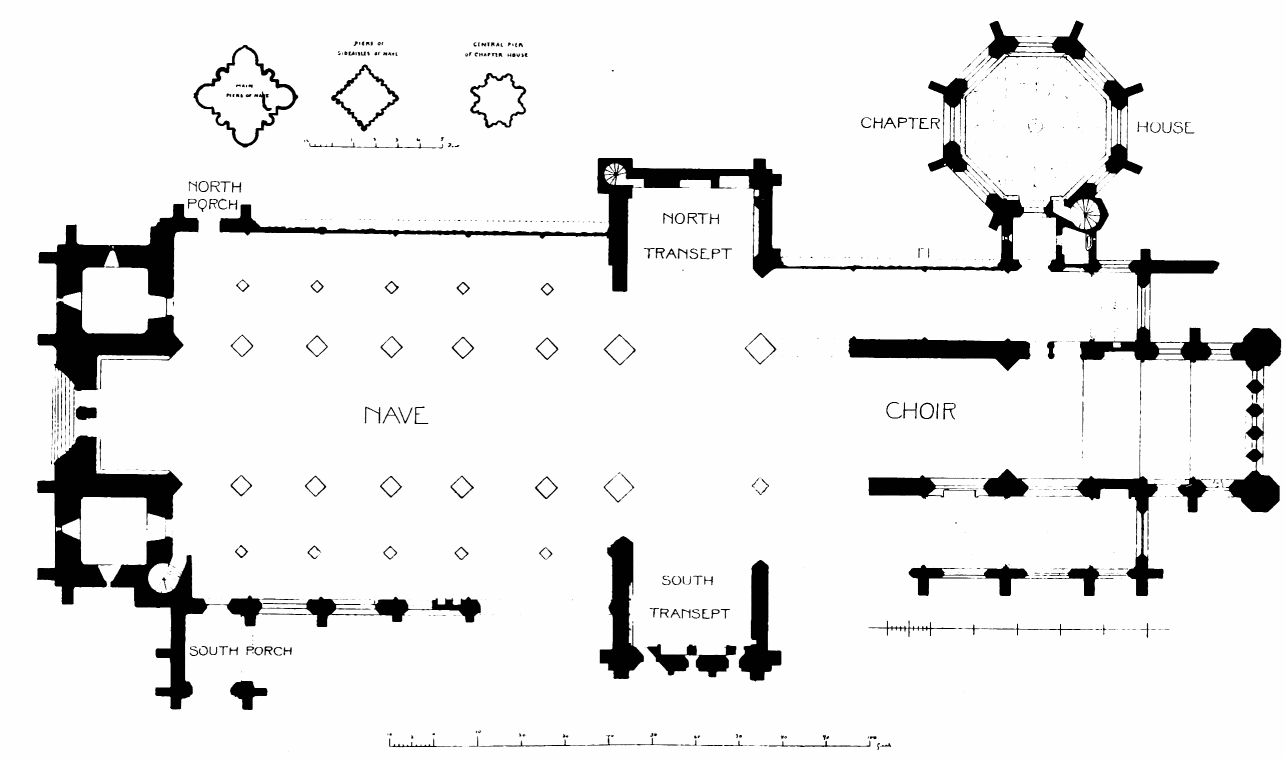 PIERS OF
SIDEAISLES OF NAVE
CENTRAL PIER
OF CHAPTER HOUSE
MAIN
PIERS OF NAVE
CHAPTER HOUSE
NORTH
PORCH
NORTH
TRANSEPT
NAVE
CHOIR
SOUTH
TRANSEPT
SOUTH PORCH